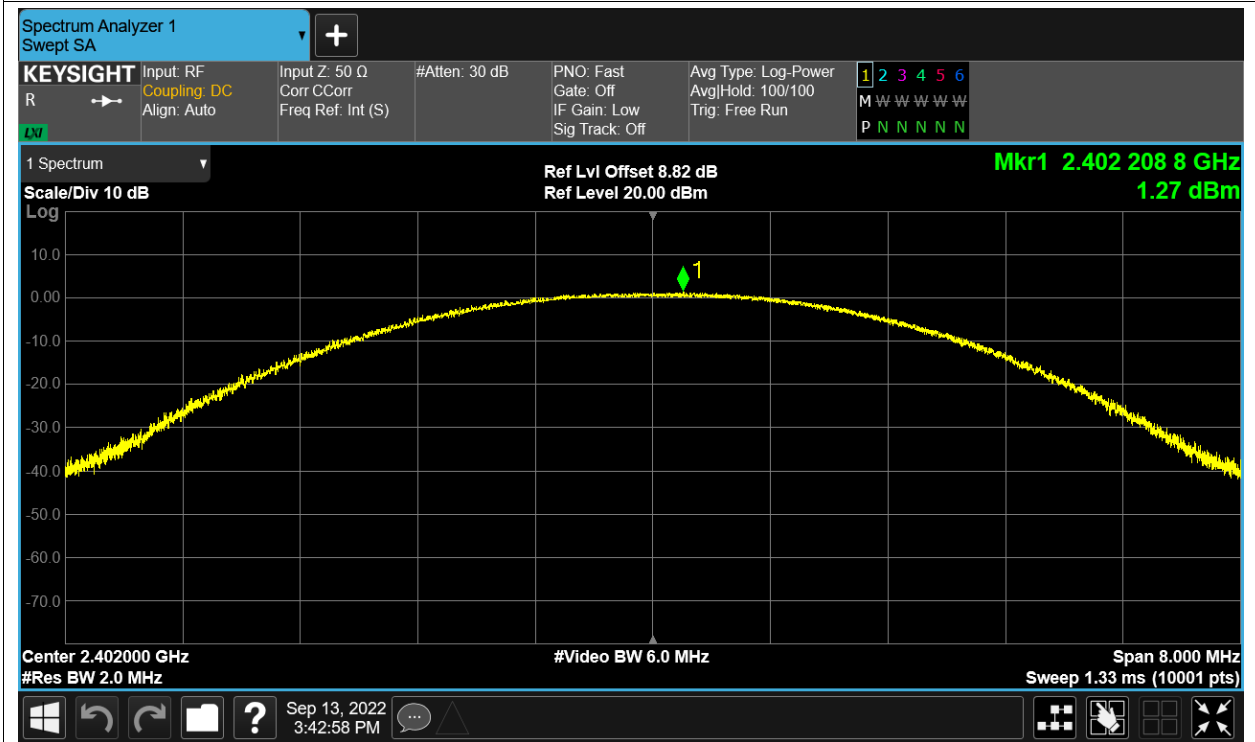 Spectrum Analyzer 1
Swept SA
+
KEYSIGHT Input: RF Input Z: 50 Ω #Atten: 30 dB PNO: Fast Avg Type: Log-Power 1 2 3 4 5 6
R Coupling: DC Corr CCorr Gate: Off Avg|Hold: 100/100
Align: Auto Freq Ref: Int (S) IF Gain: Low Trig: Free Run M W W W W W
LXI Sig Track: Off P N N N N N
1 Spectrum Ref Lvl Offset 8.82 dB Mkr1 2.402 208 8 GHz
Scale/Div 10 dB Ref Level 20.00 dBm 1.27 dBm
Log
10.0
1
0.00
-10.0
-20.0
-30.0
-40.0
-50.0
-60.0
-70.0
Center 2.402000 GHz #Video BW 6.0 MHz Span 8.000 MHz
#Res BW 2.0 MHz Sweep 1.33 ms (10001 pts)
? Sep 13, 2022
3:42:58 PM